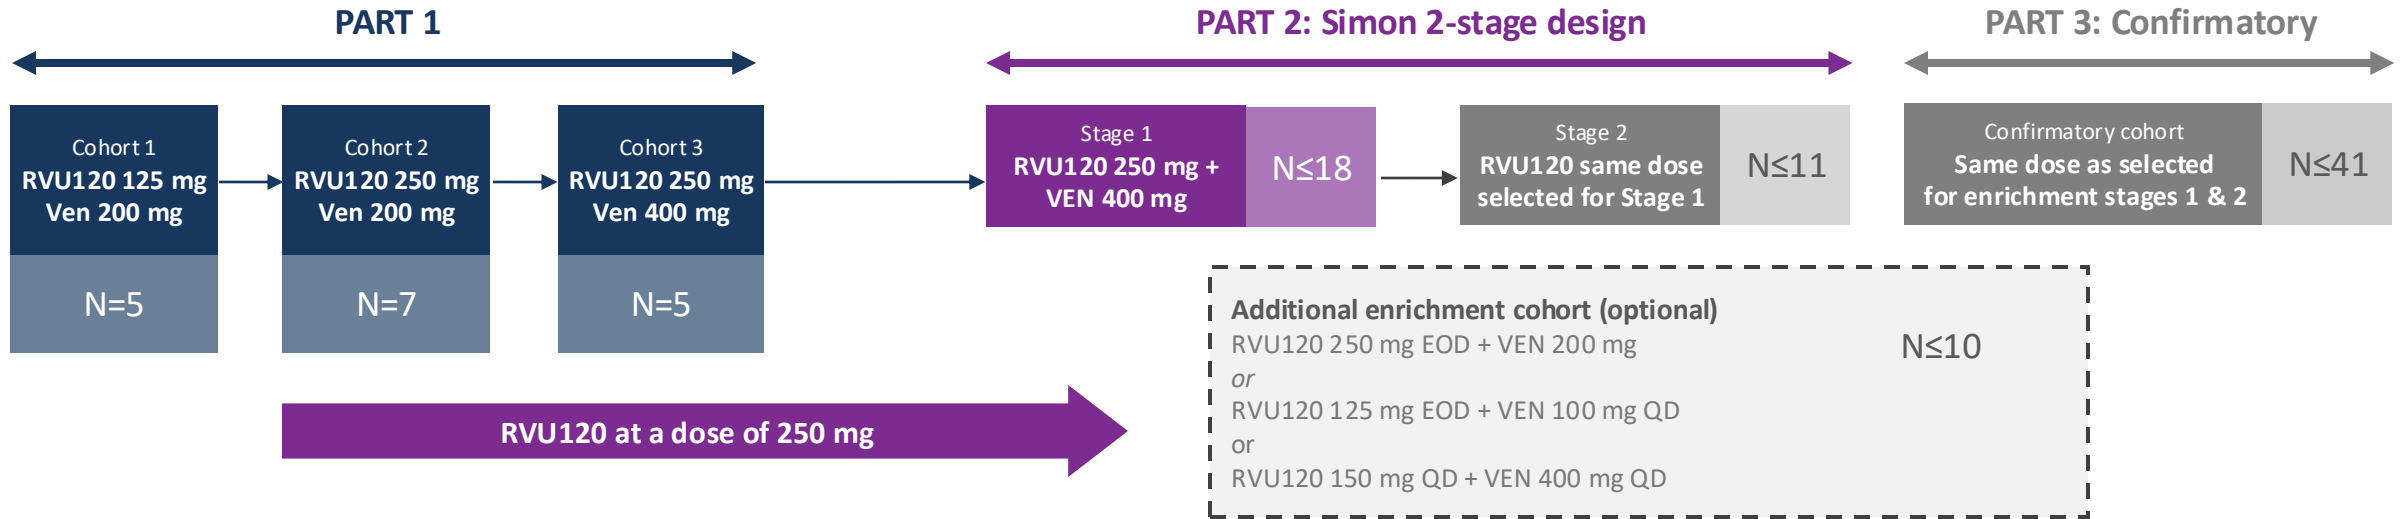 PART 1
Cohort 1
RVU120 125 mg
Ven 200 mg
N=5
Cohort 2
RVU120 250 mg
Ven 200 mg
N=7
Cohort 3
RVU120 250 mg
Ven 400 mg
N=5
RVU120 at a dose of 250 mg
PART 2: Simon 2-stage design
Stage 1
RVU120 250 mg +
VEN 400 mg
N≤18
Stage 2
RVU120 same dose
selected for Stage 1
N≤11
Additional enrichment cohort (optional)
RVU120 250 mg EOD + VEN 200 mg
or
RVU120 125 mg EOD + VEN 100 mg QD
or
RVU120 150 mg QD + VEN 400 mg QD
N≤10
PART 3: Confirmatory
Confirmatory cohort
Same dose as selected
for enrichment stages 1 & 2
N≤41